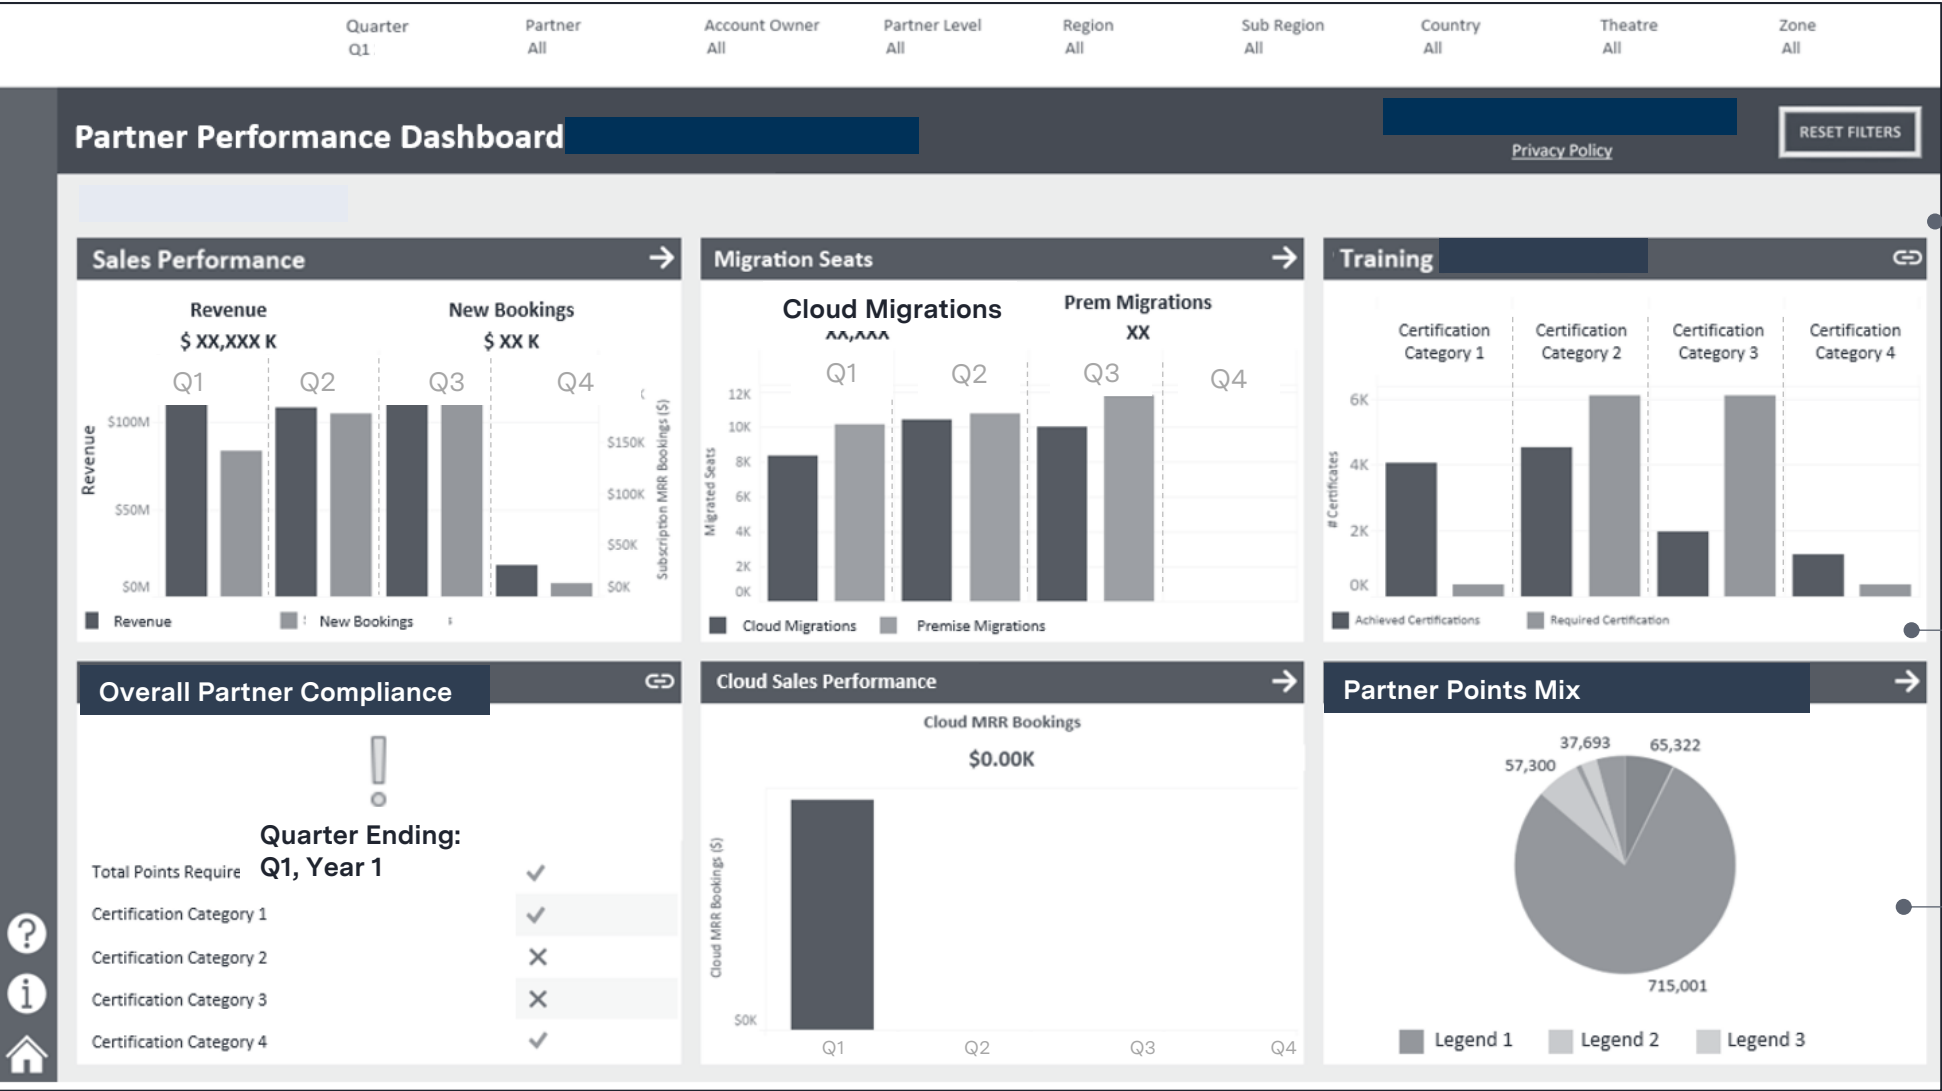 Quarter
Q1
Partner
All
Account Owner
All
Partner Level
All
Region
All
Sub Region
All
Country
All
Theatre
All
Zone
All
Partner Performance Dashboard
Privacy Policy
RESET FILTERS
Sales Performance
Revenue
$ XX,XXX K
New Bookings
$ XX K
Q1 Q2 Q3 Q4
Revenue
$100M
$50M
$0M
$150K
$100K
$50K
$0K
Subscription MRR Bookings ($)
Revenue
New Bookings
Migration Seats
Cloud Migrations
XX,XXX
Prem Migrations
XX
Q1 Q2 Q3 Q4
Migrated Seats
12K
10K
8K
6K
4K
2K
0K
Cloud Migrations
Premise Migrations
Training
Certification
Category 1
Certification
Category 2
Certification
Category 3
Certification
Category 4
# Certificates
6K
4K
2K
0K
Achieved Certifications
Required Certification
Overall Partner Compliance
!
Quarter Ending:
Q1, Year 1
Total Points Require
Certification Category 1
Certification Category 2
Certification Category 3
Certification Category 4
Cloud Sales Performance
Cloud MRR Bookings
$0.00K
Cloud MRR Bookings ($)
$0K
Q1 Q2 Q3 Q4
Partner Points Mix
37,693
65,322
57,300
715,001
Legend 1
Legend 2
Legend 3
?
i